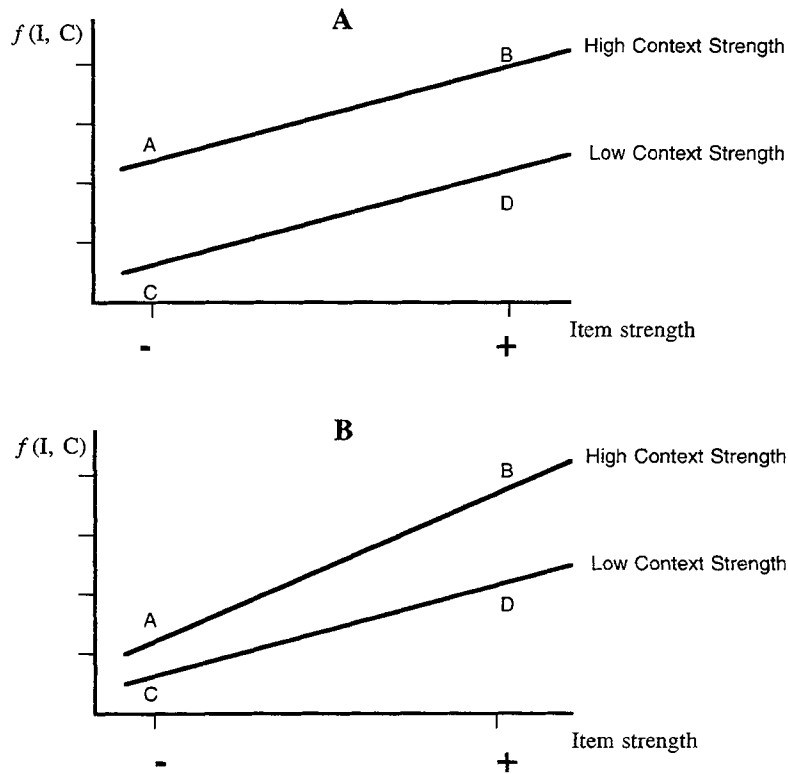 A
f (I, C)
High Context Strength
B
A
Low Context Strength
D
C
Item strength
- +
B
f (I, C)
High Context Strength
B
Low Context Strength
A
D
C
Item strength
- +